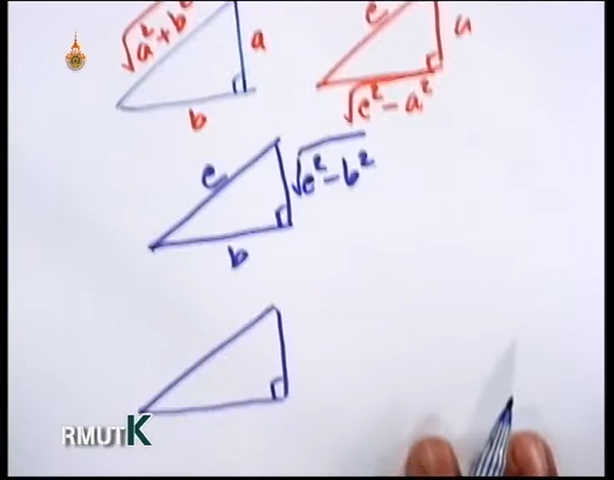 √a²+b²
a
b
c
a
√c²-a²
c
√c²-b²
b
RMUTK